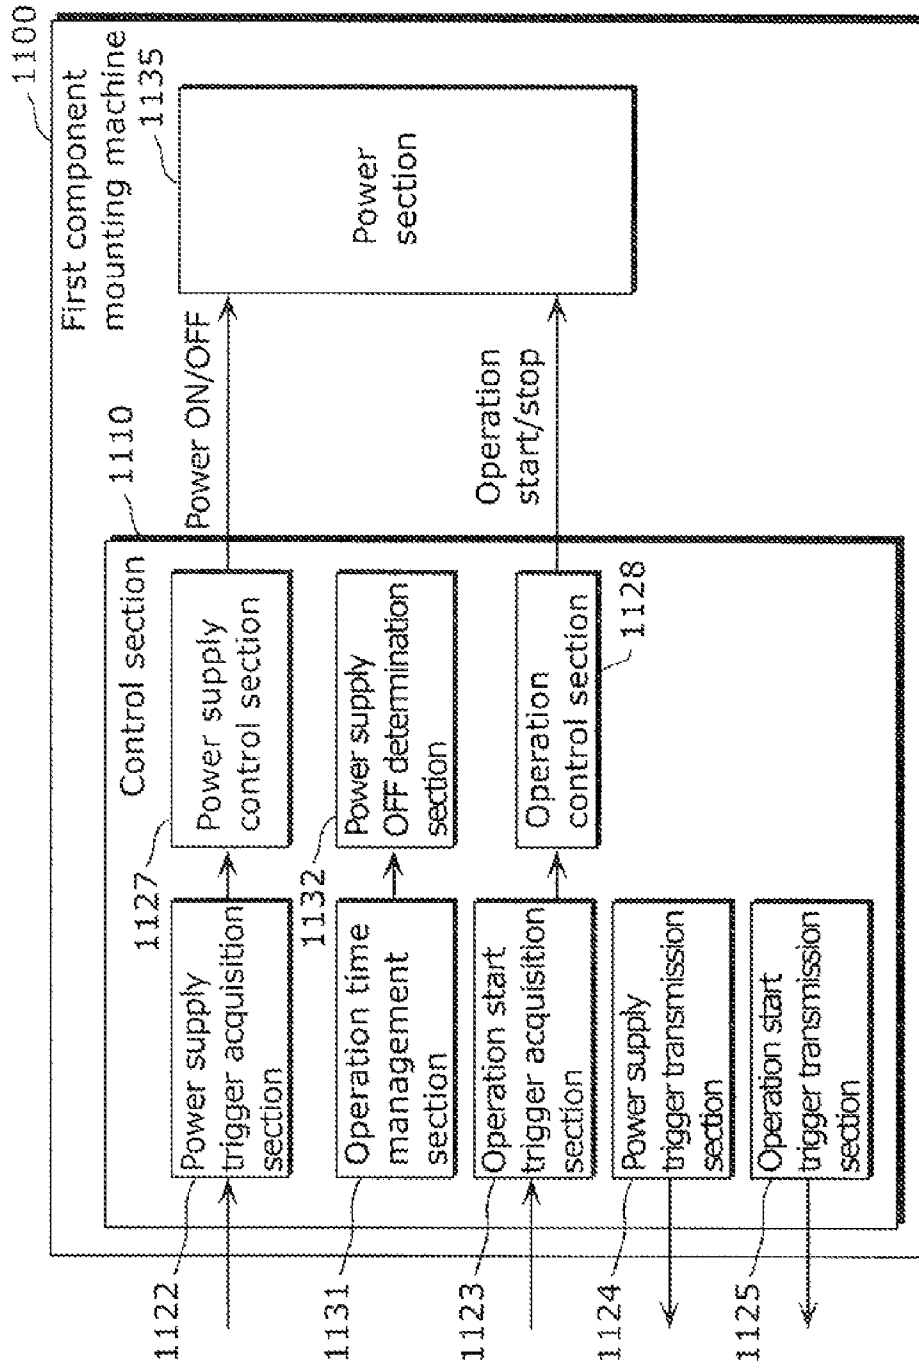 1100
First component
mounting machine
1135
Power
section
Power ON/OFF
Operation
start/stop
1110
Control section
1127
Power supply
control section
1132
Power supply
OFF determination
section
Operation
control section
1128
1122
Power supply
trigger acquisition
section
1131
Operation time
management
section
1123
Operation start
trigger acquisition
section
1124
Power supply
trigger transmission
section
1125
Operation start
trigger transmission
section